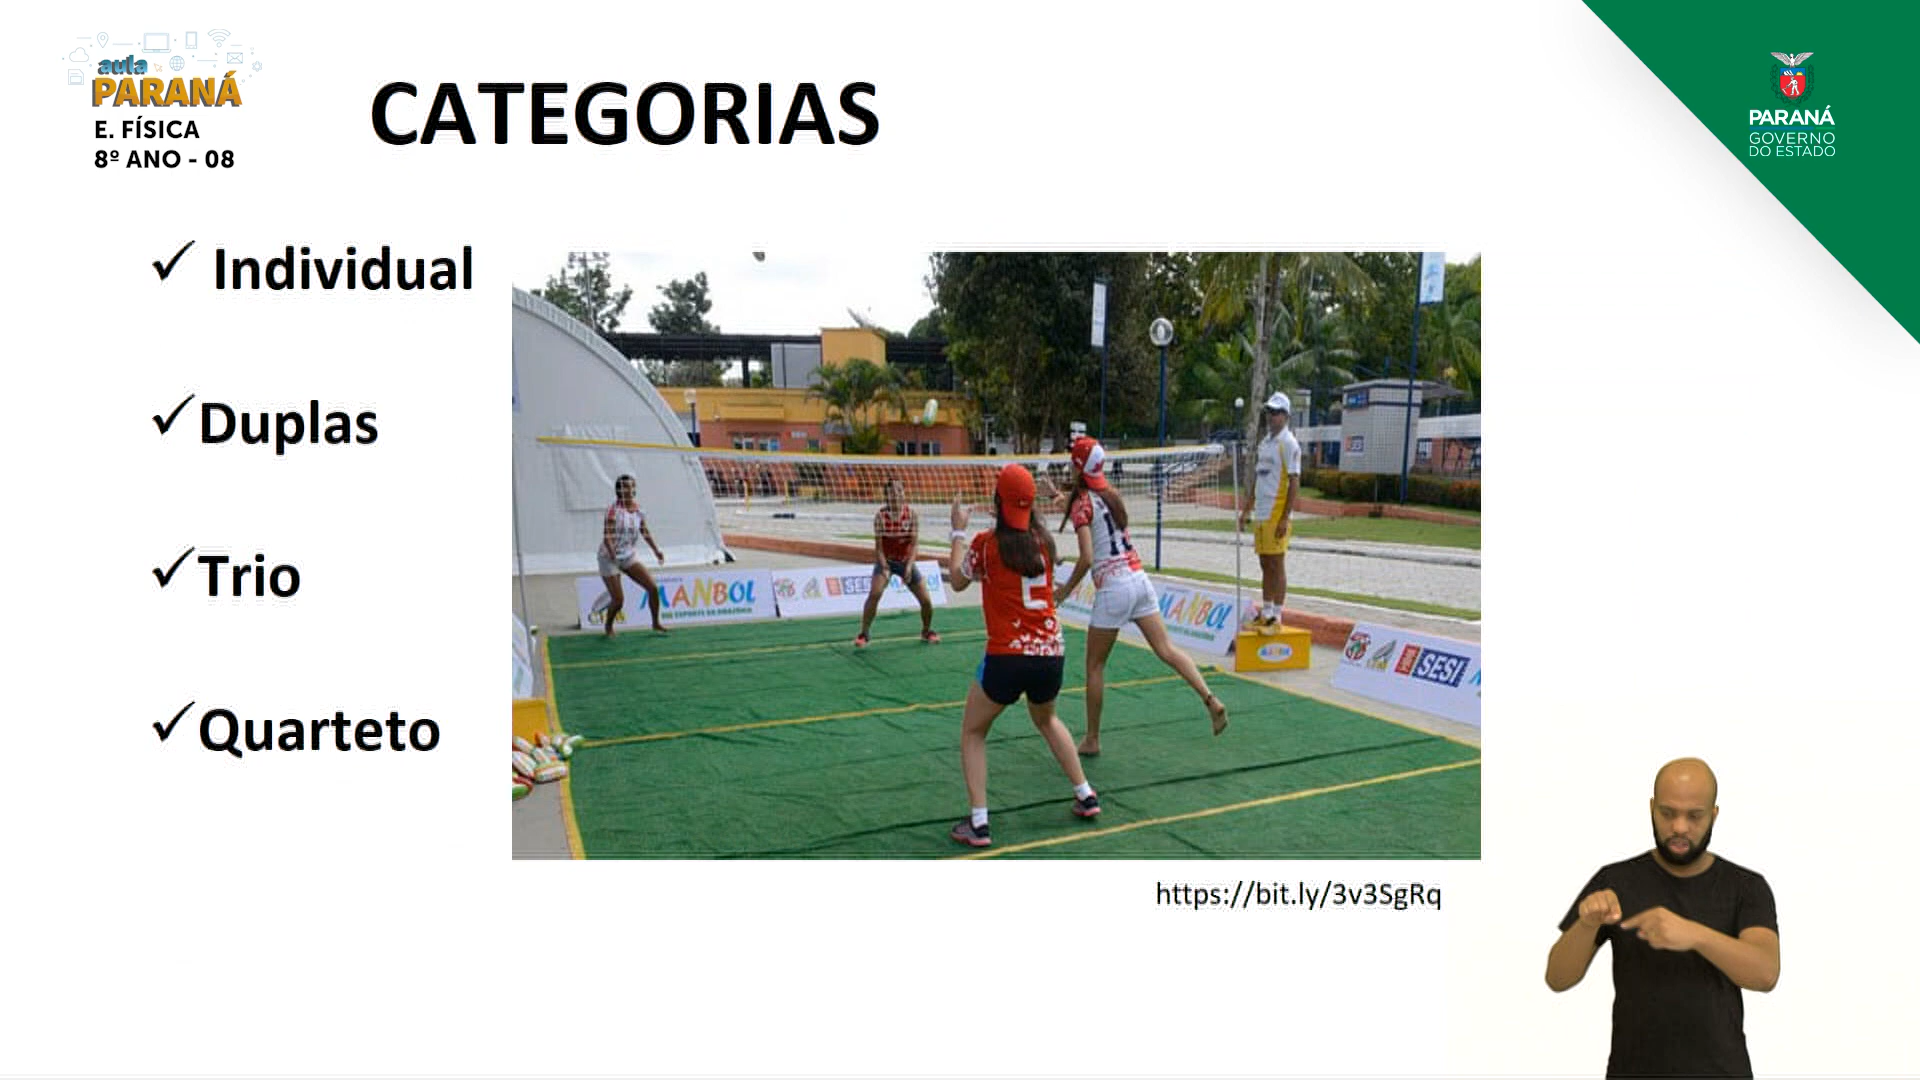 aula
PARANÁ
E. FÍSICA
8º ANO - 08
CATEGORIAS
PARANÁ
GOVERNO
DO ESTADO
✓ Individual
✓ Duplas
✓ Trio
✓ Quarteto
MANBOL
SESI
MANBOL
SESI
https://bit.ly/3v3SgRq